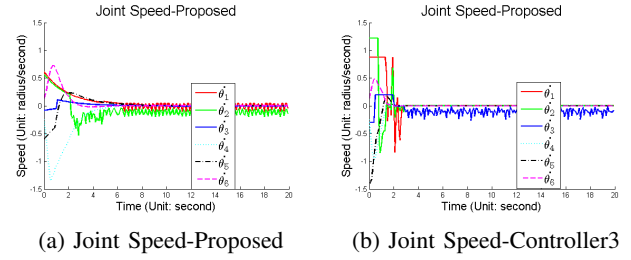 Joint Speed-Proposed
Speed (Unit: radius/second)
1.5
1
0.5
0
-0.5
-1
-1.5
0 2 4 6 8 10 12 14 16 18 20
Time (Unit: second)
θ̇1
θ̇2
θ̇3
θ̇4
θ̇5
θ̇6
(a) Joint Speed-Proposed
Joint Speed-Proposed
Speed (Unit: radius/second)
1.5
1
0.5
0
-0.5
-1
-1.5
0 2 4 6 8 10 12 14 16 18 20
Time (Unit: second)
θ̇1
θ̇2
θ̇3
θ̇4
θ̇5
θ̇6
(b) Joint Speed-Controller3